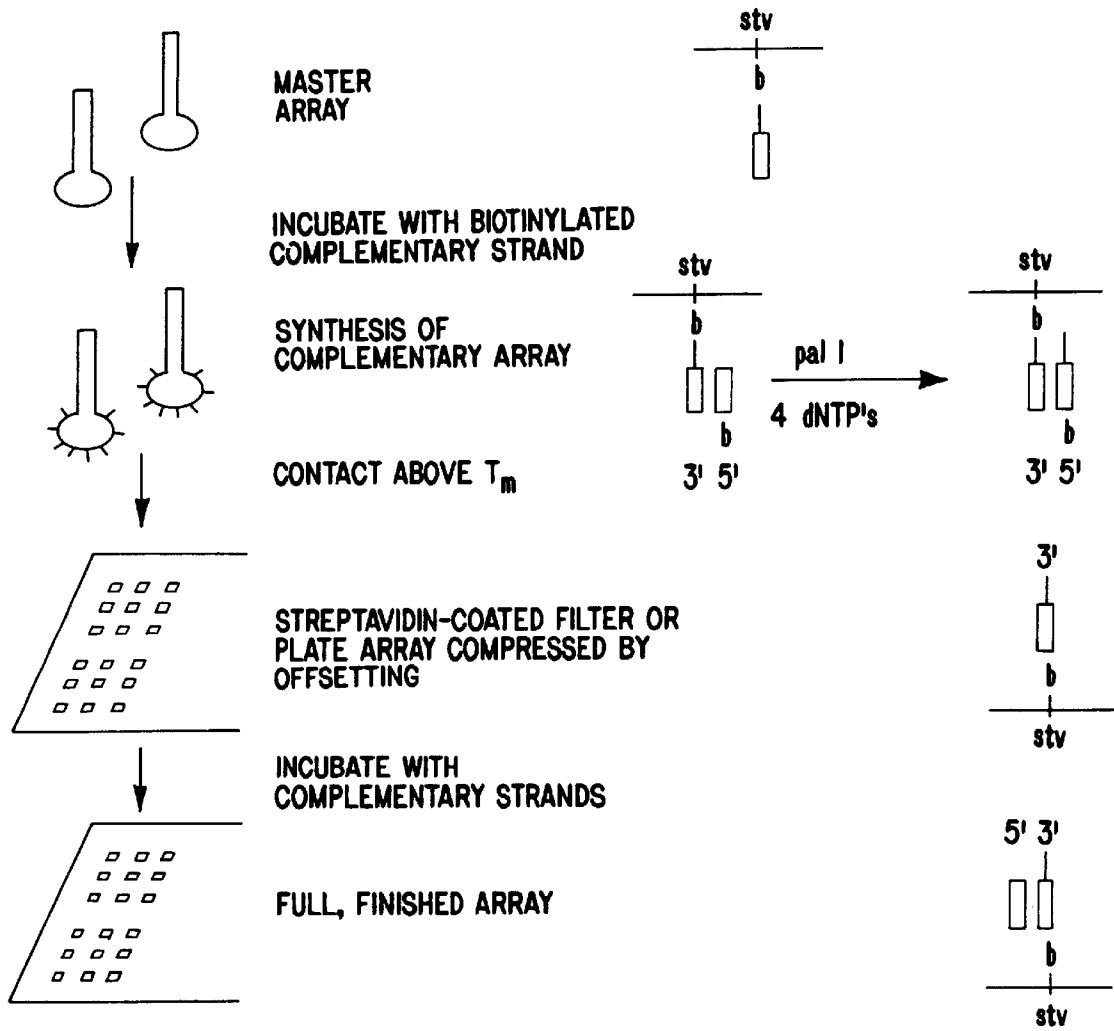 stv
MASTER
ARRAY
b
INCUBATE WITH BIOTINYLATED
COMPLEMENTARY STRAND
stv
stv
SYNTHESIS OF
COMPLEMENTARY ARRAY
b
b
pal I
4 dNTP's
b
b
CONTACT ABOVE Tm
3' 5'
3' 5'
3'
STREPTAVIDIN-COATED FILTER OR
PLATE ARRAY COMPRESSED BY
OFFSETTING
b
stv
INCUBATE WITH
COMPLEMENTARY STRANDS
5' 3'
FULL, FINISHED ARRAY
b
stv